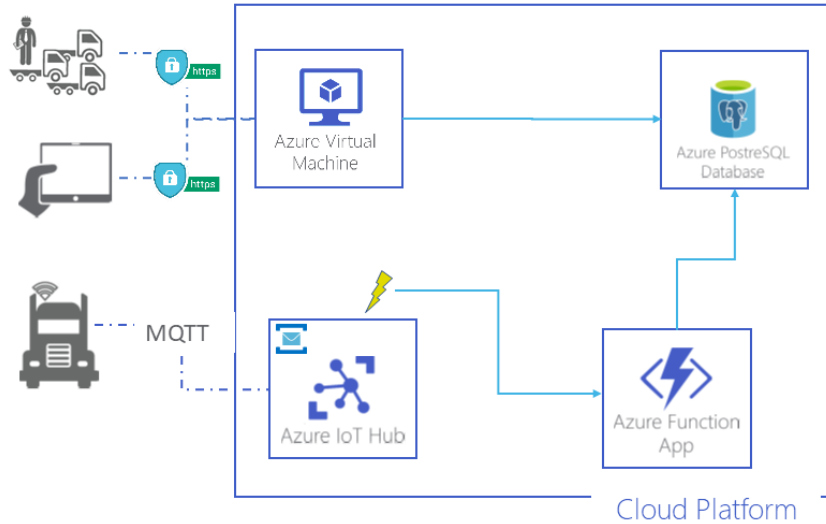 https
Azure Virtual
Machine
Azure PostreSQL
Database
https
MQTT
Azure IoT Hub
Azure Function
App
Cloud Platform